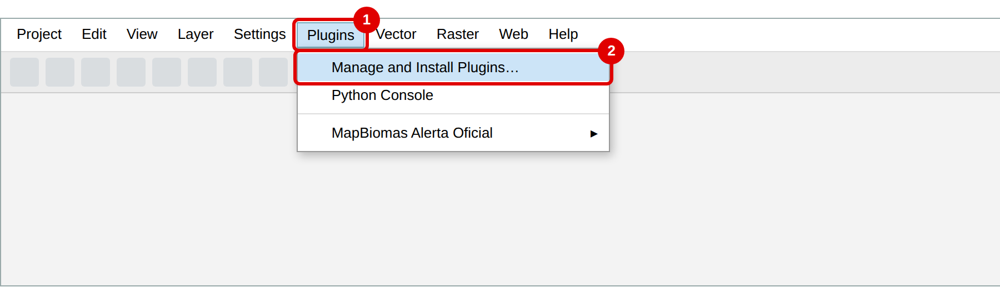 Project Edit View Layer Settings Plugins 1 Vector Raster Web Help
Manage and Install Plugins… 2
Python Console
MapBiomas Alerta Oficial ▶